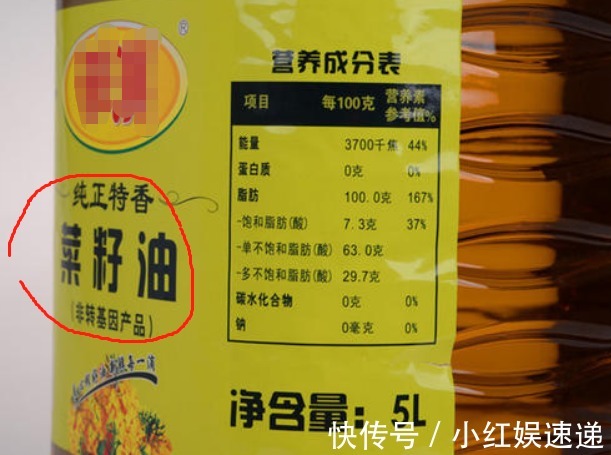 ®
纯正特香
菜籽油
(非转基因产品)
营养成分表
项目 每100克 营养素参考值%
能量 3700千焦 44%
蛋白质 0克 0%
脂肪 100.0克 167%
-饱和脂肪(酸) 7.3克 37%
-单不饱和脂肪(酸) 63.0克
-多不饱和脂肪(酸) 29.7克
碳水化合物 0克 0%
钠 0毫克 0%
净含量: 5L
快传号 / 小红娱速递